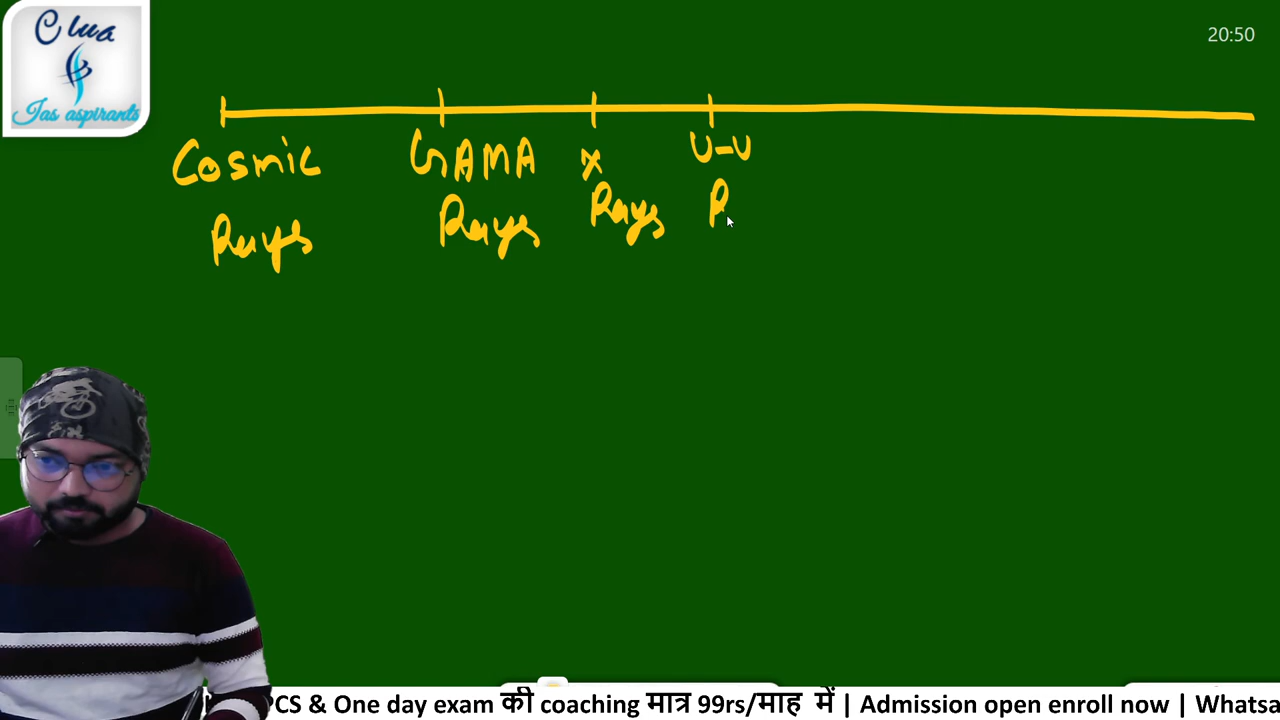 Clue
Ias aspirants
20:50
Cosmic
Rays
GAMA
Rays
X
Rays
U-V
R
PCS & One day exam की coaching मात्र 99rs/माह में | Admission open enroll now | Whatsa